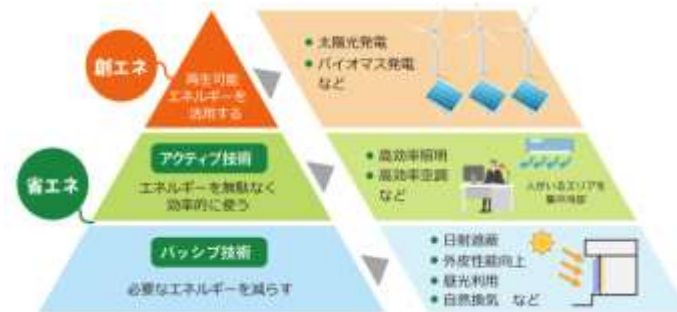 創エネ
再生可能
エネルギーを
活用する
太陽光発電
バイオマス発電
など
省エネ
アクティブ技術
エネルギーを無駄なく
効率的に使う
高効率照明
高効率空調
など
人がいるエリアを
パッシブ技術
必要なエネルギーを減らす
日射遮蔽
外皮性能向上
昼光利用
自然換気 など